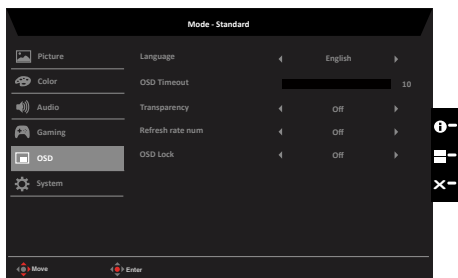 Mode - Standard
Picture
Language
English
Color
OSD Timeout
10
Audio
Transparency
Off
Gaming
Refresh rate num
Off
OSD
OSD Lock
Off
System
Move
Enter